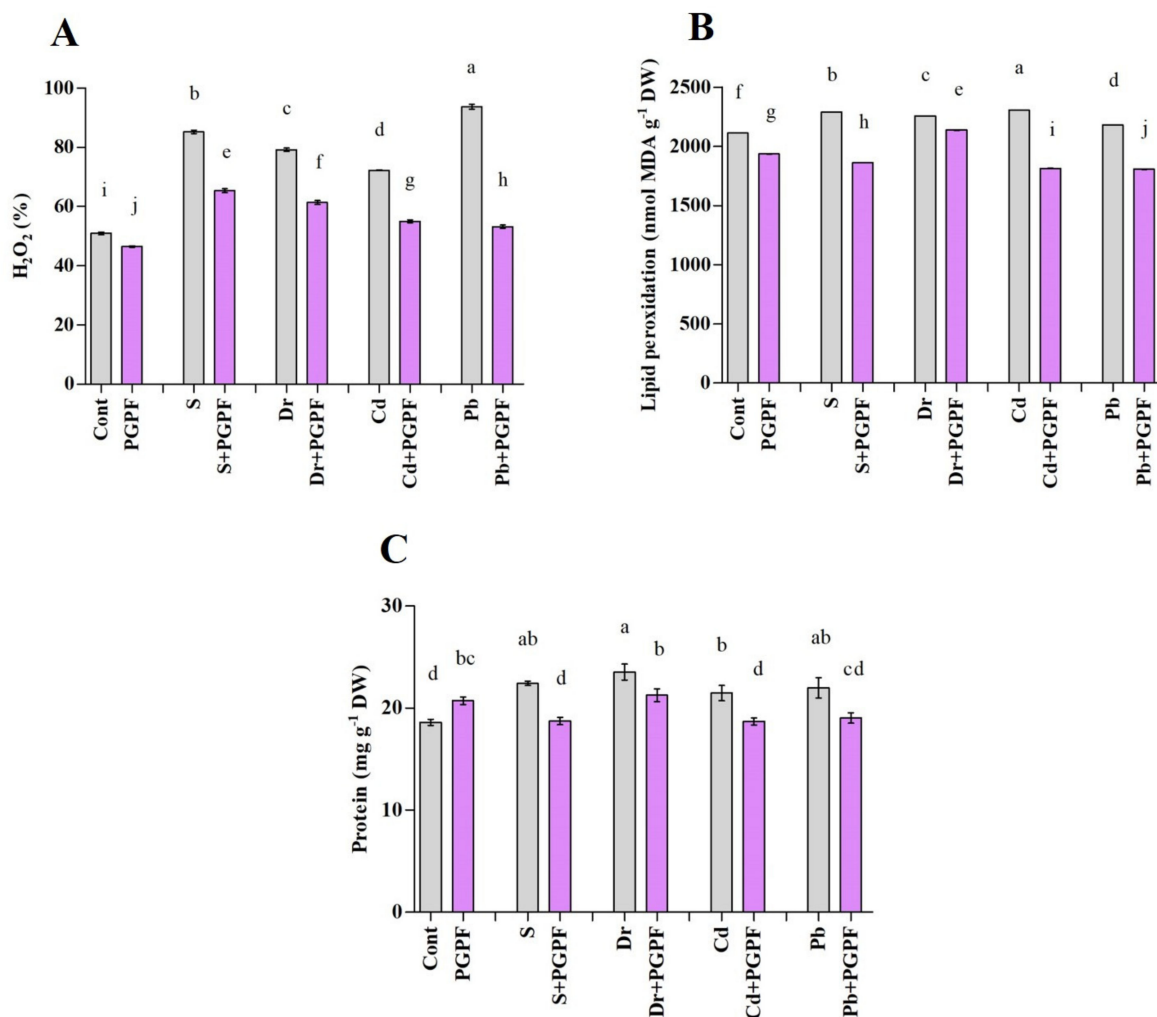 A
H₂O₂ (%)
100
80
60
40
20
0
i
j
b
e
c
f
d
g
a
h
Cont
PGPF
S
S+PGPF
Dr
Dr+PGPF
Cd
Cd+PGPF
Pb
Pb+PGPF
B
Lipid peroxidation (nmol MDA g⁻¹ DW)
2500
2000
1500
1000
500
0
f
g
b
h
c
e
a
i
d
j
Cont
PGPF
S
S+PGPF
Dr
Dr+PGPF
Cd
Cd+PGPF
Pb
Pb+PGPF
C
Protein (mg g⁻¹ DW)
30
20
10
0
d
bc
ab
d
a
b
b
d
ab
cd
Cont
PGPF
S
S+PGPF
Dr
Dr+PGPF
Cd
Cd+PGPF
Pb
Pb+PGPF